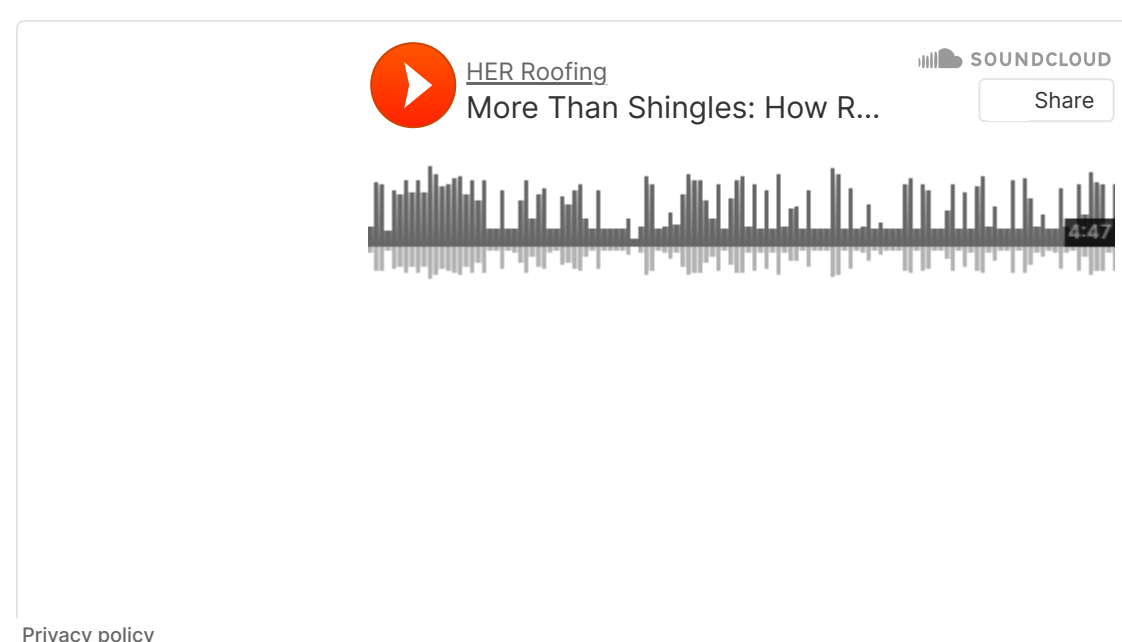 HER Roofing
More Than Shingles: How R...
SOUNDCLOUD
Share
4:47
Privacy policy